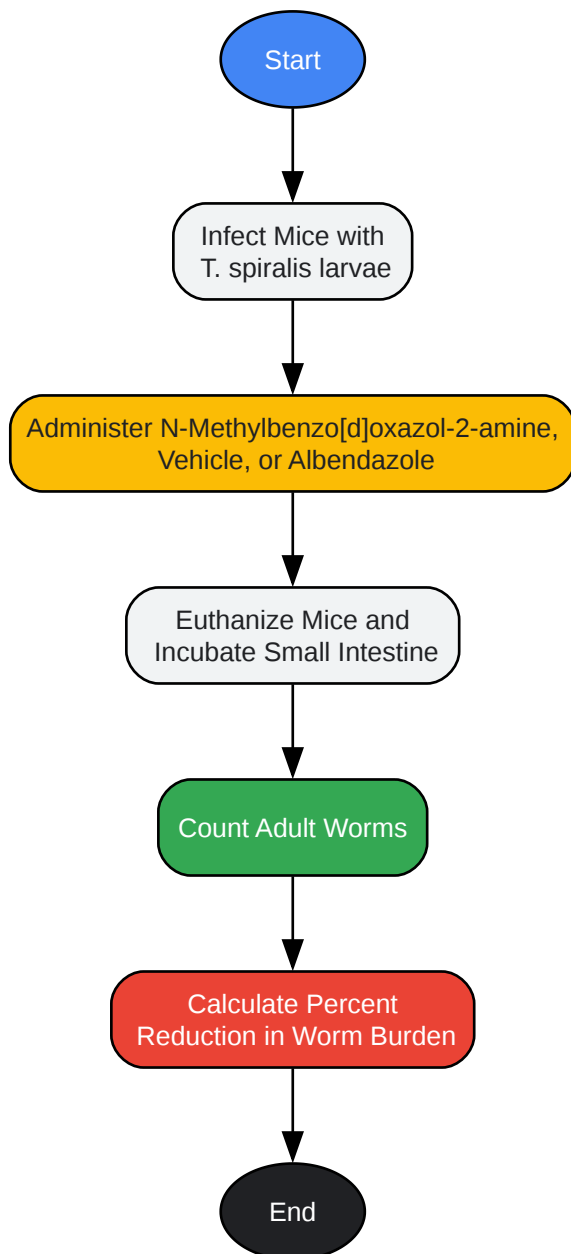 Start
Infect Mice with
T. spiralis larvae
Administer N-Methylbenzo[d]oxazol-2-amine,
Vehicle, or Albendazole
Euthanize Mice and
Incubate Small Intestine
Count Adult Worms
Calculate Percent
Reduction in Worm Burden
End